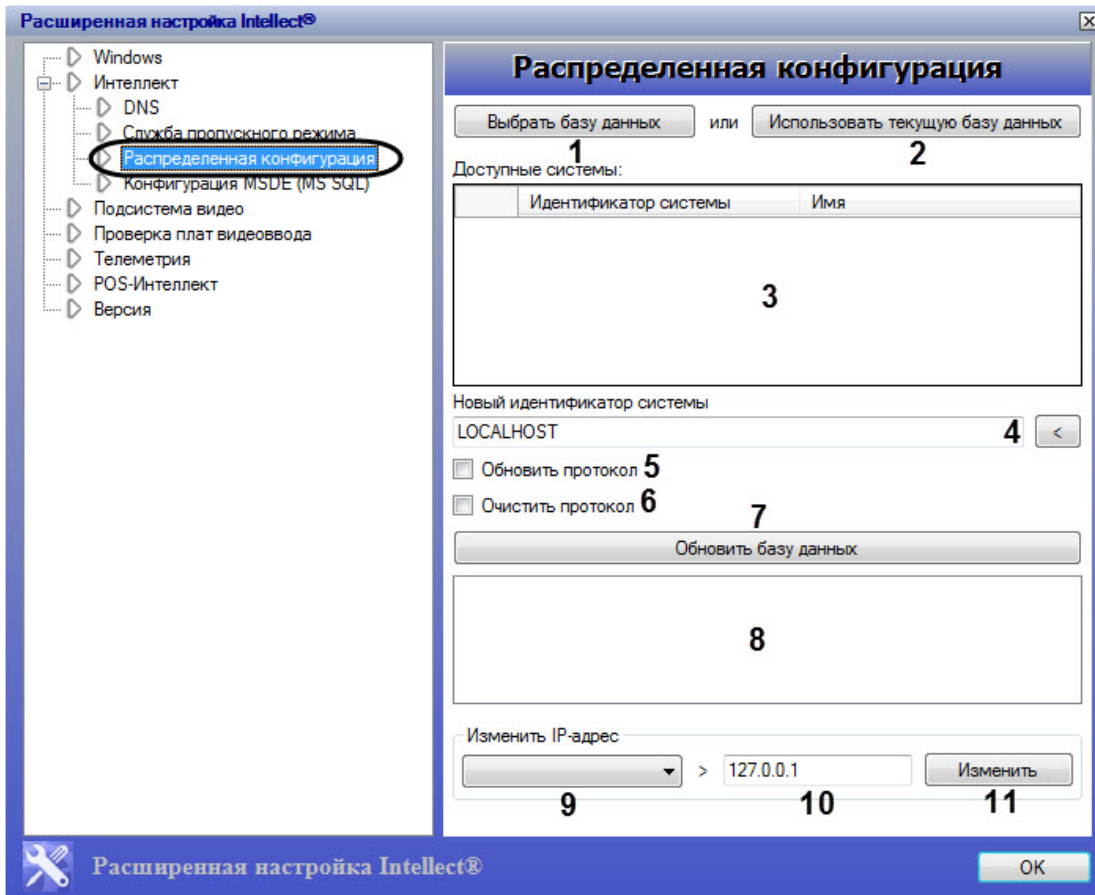 Расширенная настройка Intellect®
Windows
Интеллект
DNS
Служба пропускного режима
Распределенная конфигурация
Конфигурация MSDE (MS SQL)
Подсистема видео
Проверка плат видеоввода
Телеметрия
POS-Интеллект
Версия
Распределенная конфигурация
Выбрать базу данных или Использовать текущую базу данных
1 2
Доступные системы:
Идентификатор системы Имя
3
Новый идентификатор системы
LOCALHOST 4 <
Обновить протокол 5
Очистить протокол 6
7
Обновить базу данных
8
Изменить IP-адрес
> 127.0.0.1 Изменить
9 10 11
Расширенная настройка Intellect® OK